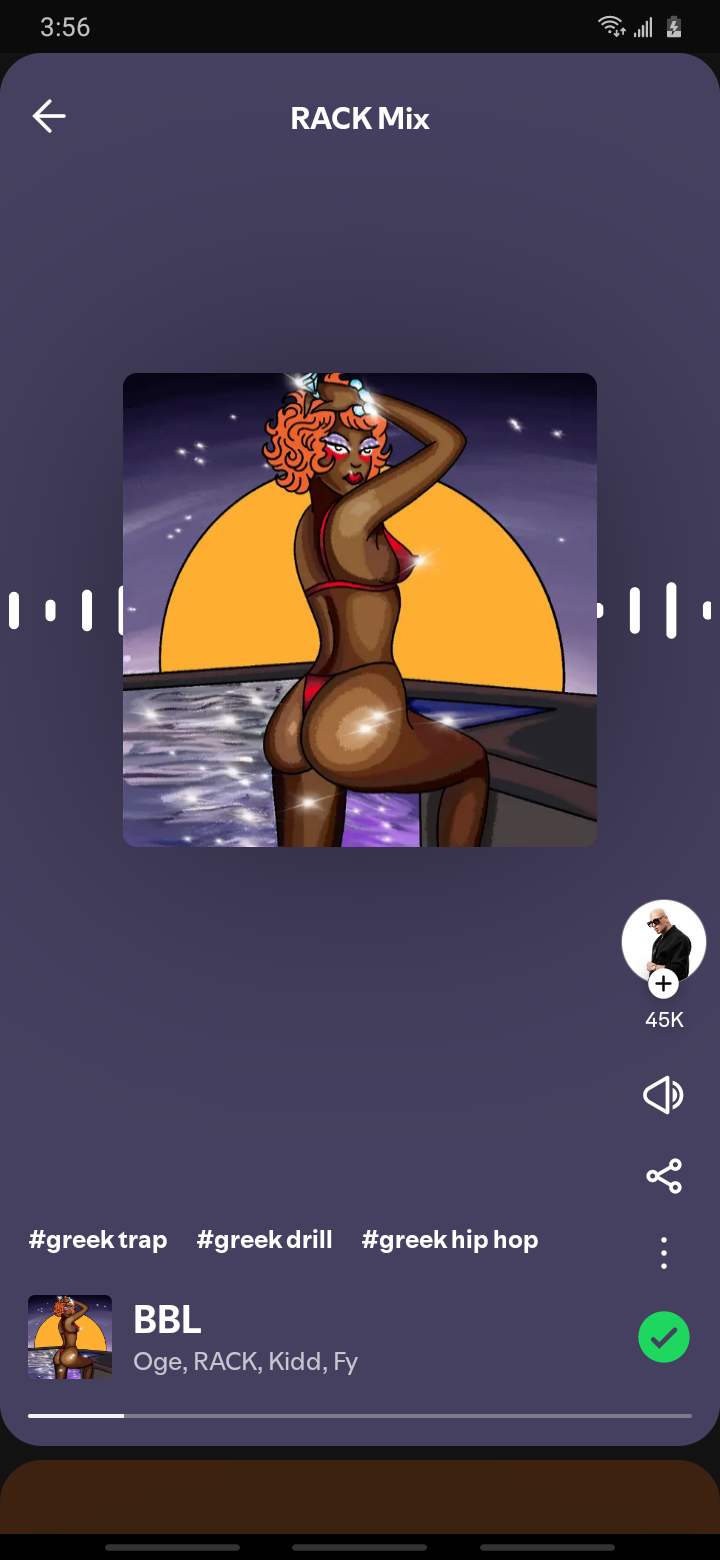 3:56
RACK Mix
45K
#greek trap #greek drill #greek hip hop
BBL
Oge, RACK, Kidd, Fy